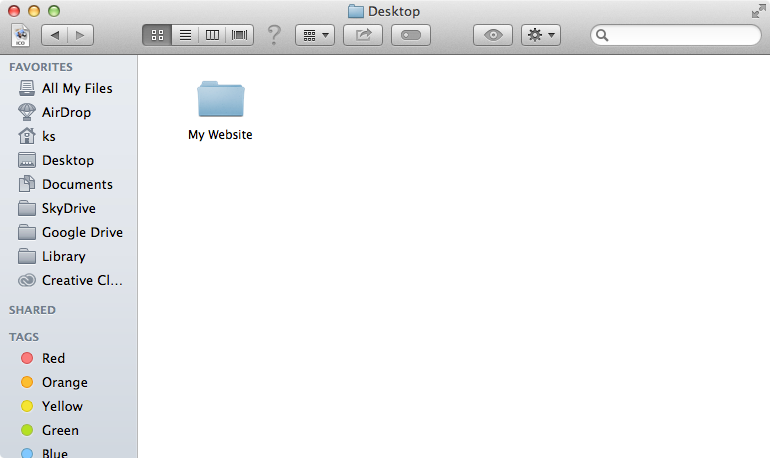 Desktop
ICO
FAVORITES
All My Files
AirDrop
ks
Desktop
Documents
SkyDrive
Google Drive
Library
Creative Cl...
SHARED
TAGS
Red
Orange
Yellow
Green
Blue
My Website